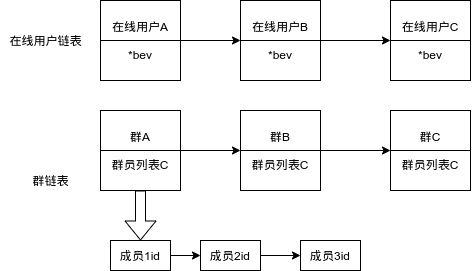 在线用户链表
在线用户A
在线用户B
在线用户C
*bev
*bev
*bev
群链表
群A
群B
群C
群员列表C
群员列表C
群员列表C
成员1id
成员2id
成员3id